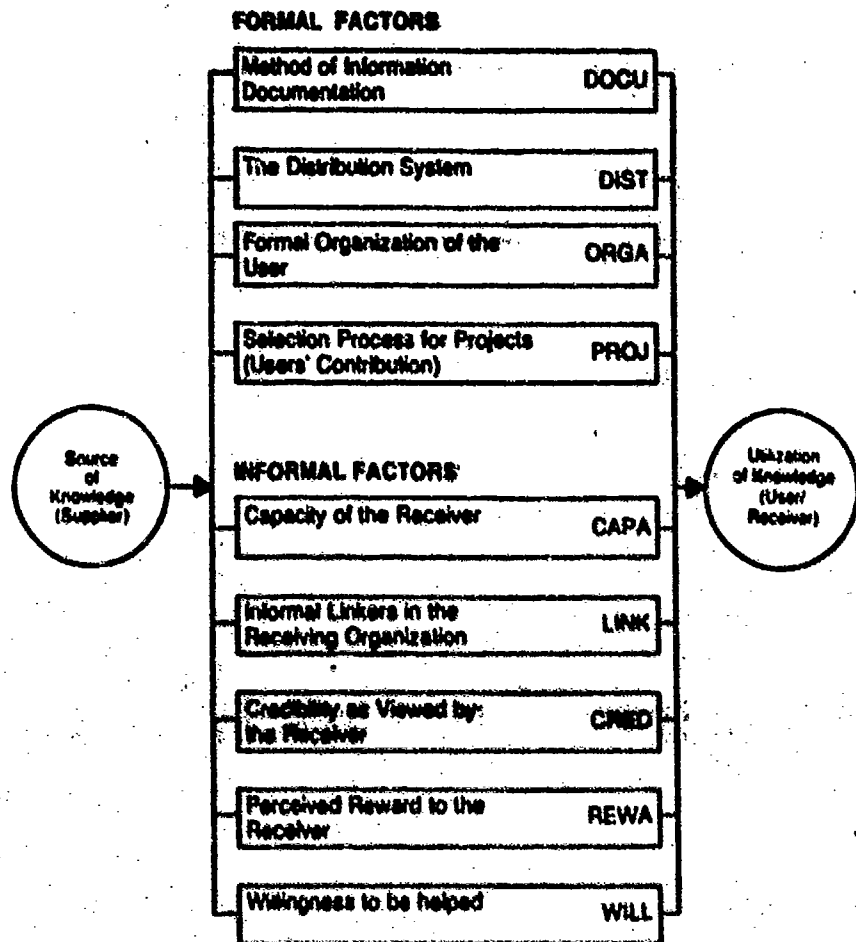 FORMAL FACTORS
Method of Information
Documentation
DOCU
The Distribution System
DIST
Formal Organization of the
User
ORGA
Selection Process for Projects
(Users' Contribution)
PROJ
Source
of
Knowledge
(Supplier)
INFORMAL FACTORS
Capacity of the Receiver
CAPA
Informal Linkers in the
Receiving Organization
LINK
Credibility as Viewed by
the Receiver
CRED
Perceived Reward to the
Receiver
REWA
Willingness to be helped
WILL
Utilization
of Knowledge
(User/
Receiver)